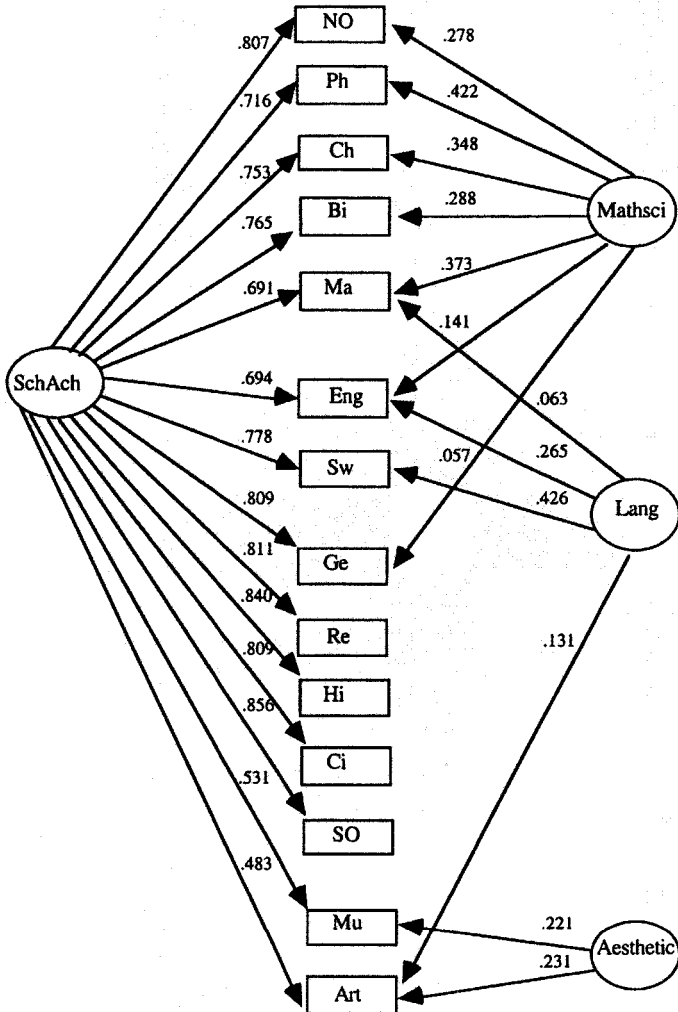 NO
.807
.278
Ph
.716
.422
Ch
.753
.348
Bi
.765
.288
Mathsci
Ma
.691
.373
.141
SchAch
.694
Eng
.063
.778
Sw
.057
.265
.426
Lang
.809
.811
Ge
.840
Re
.809
.131
Hi
.856
Ci
.531
SO
.483
Mu
.221
Aesthetic
.231
Art